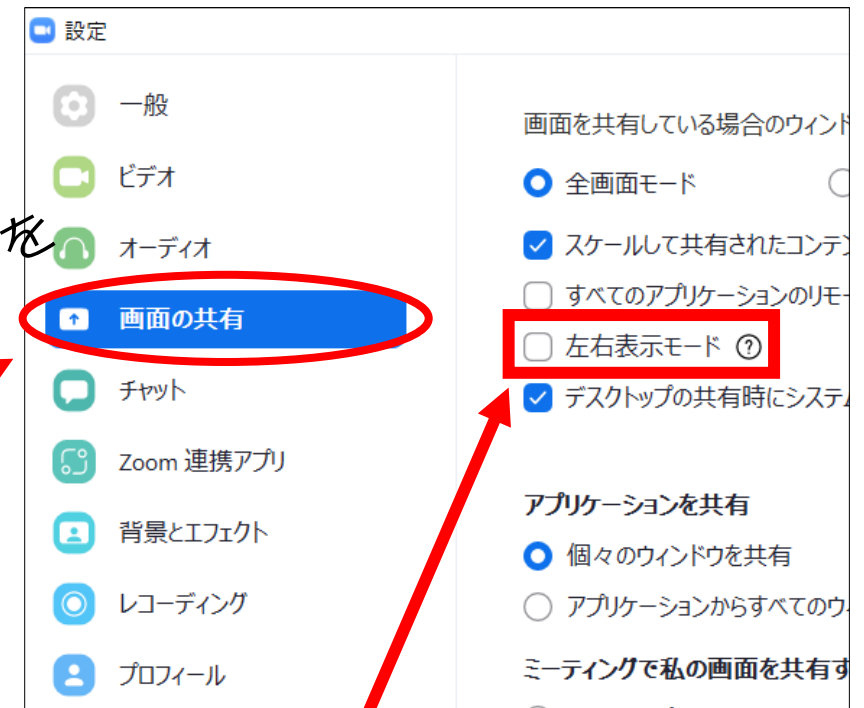 設定
一般
ビデオ
を
オーディオ
画面の共有
チャット
Zoom 連携アプリ
背景とエフェクト
レコーディング
プロフィール
画面を共有している場合のウィンド
全画面モード
スケールして共有されたコンテン
すべてのアプリケーションのリモー
左右表示モード ?
デスクトップの共有時にシステム
アプリケーションを共有
個々のウィンドウを共有
アプリケーションからすべてのウ
ミーティングで私の画面を共有す